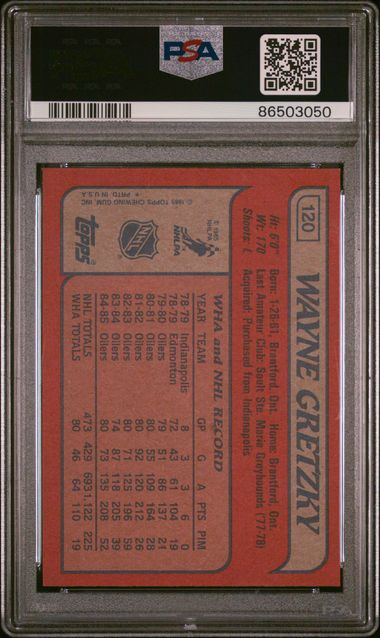 PSA
86503050
120
WAYNE GRETZKY
Ht: 6'0" Born: 1-26-61, Brantford, Ont. Home: Brantford, Ont.
Wt: 170 Last Amateur Club: Sault Ste. Marie Greyhounds ('77-78)
Shoots: L Acquired: Purchased from Indianapolis
© 1985
NHLPA
NHLPA
NHL
Topps
© 1985 TOPPS CHEWING GUM, INC.
* PRTD. IN U.S.A.
WHA and NHL RECORD
YEAR TEAM GP G A PTS PIM
78-79 Indianapolis 8 3 3 6 0
78-79 Edmonton 72 43 61 104 19
79-80 Oilers 79 51 86 137 21
80-81 Oilers 80 55 109 164 28
81-82 Oilers 80 92 120 212 26
82-83 Oilers 80 71 125 196 59
83-84 Oilers 74 87 118 205 39
84-85 Oilers 80 73 135 208 52
NHL TOTALS 473 429 693 1,122 225
WHA TOTALS 80 46 64 110 19